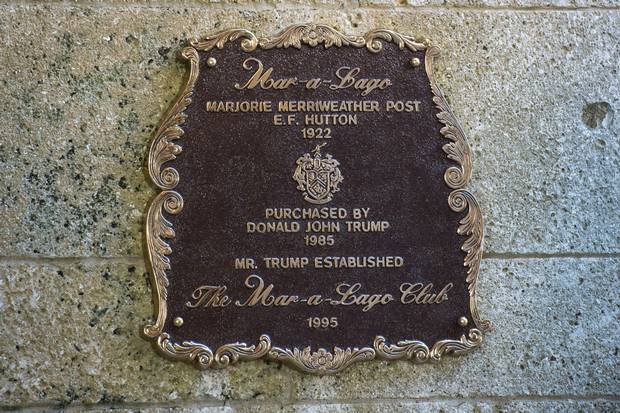 Mar-a-Lago
MARJORIE MERRIWEATHER POST
E.F. HUTTON
1922
PURCHASED BY
DONALD JOHN TRUMP
1985
MR. TRUMP ESTABLISHED
The Mar-a-Lago Club
1995